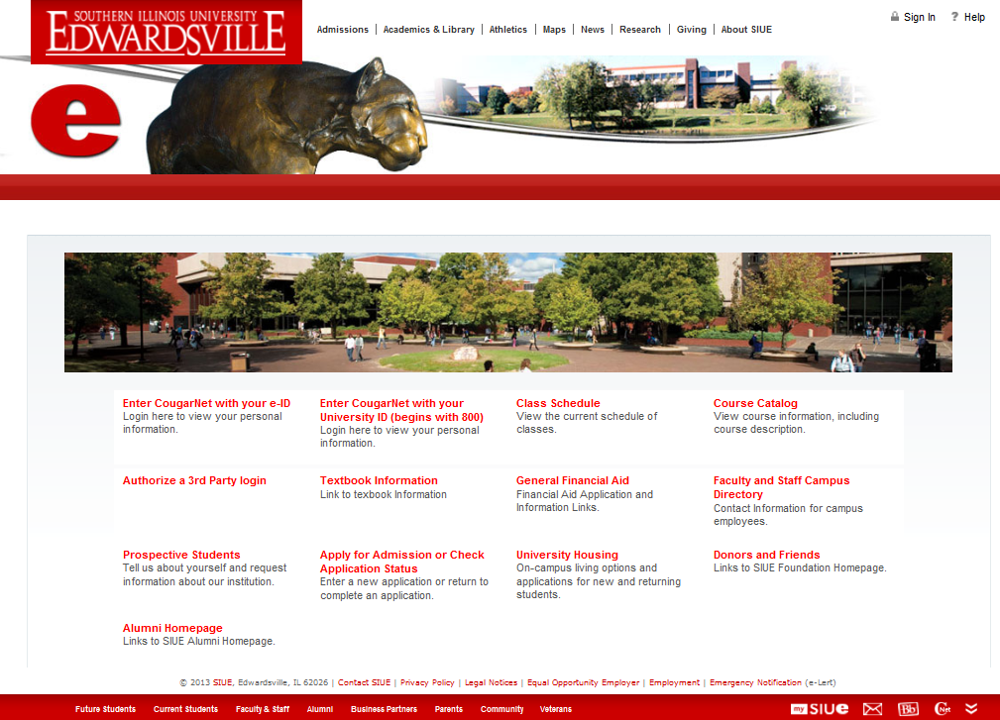 SOUTHERN ILLINOIS UNIVERSITY
EDWARDSVILLE
Admissions | Academics & Library | Athletics | Maps | News | Research | Giving | About SIUE
Sign In ? Help
e
Enter CougarNet with your e-ID
Login here to view your personal
information.
Enter CougarNet with your
University ID (begins with 800)
Login here to view your personal
information.
Class Schedule
View the current schedule of
classes.
Course Catalog
View course information, including
course description.
Authorize a 3rd Party login
Textbook Information
Link to texbook Information
General Financial Aid
Financial Aid Application and
Information Links.
Faculty and Staff Campus
Directory
Contact Information for campus
employees.
Prospective Students
Tell us about yourself and request
information about our institution.
Apply for Admission or Check
Application Status
Enter a new application or return to
complete an application.
University Housing
On-campus living options and
applications for new and returning
students.
Donors and Friends
Links to SIUE Foundation Homepage.
Alumni Homepage
Links to SIUE Alumni Homepage.
© 2013 SIUE, Edwardsville, IL 62026 | Contact SIUE | Privacy Policy | Legal Notices | Equal Opportunity Employer | Employment | Emergency Notification (e-Lert)
Future Students Current Students Faculty & Staff Alumni Business Partners Parents Community Veterans my SIUe Bb CNet